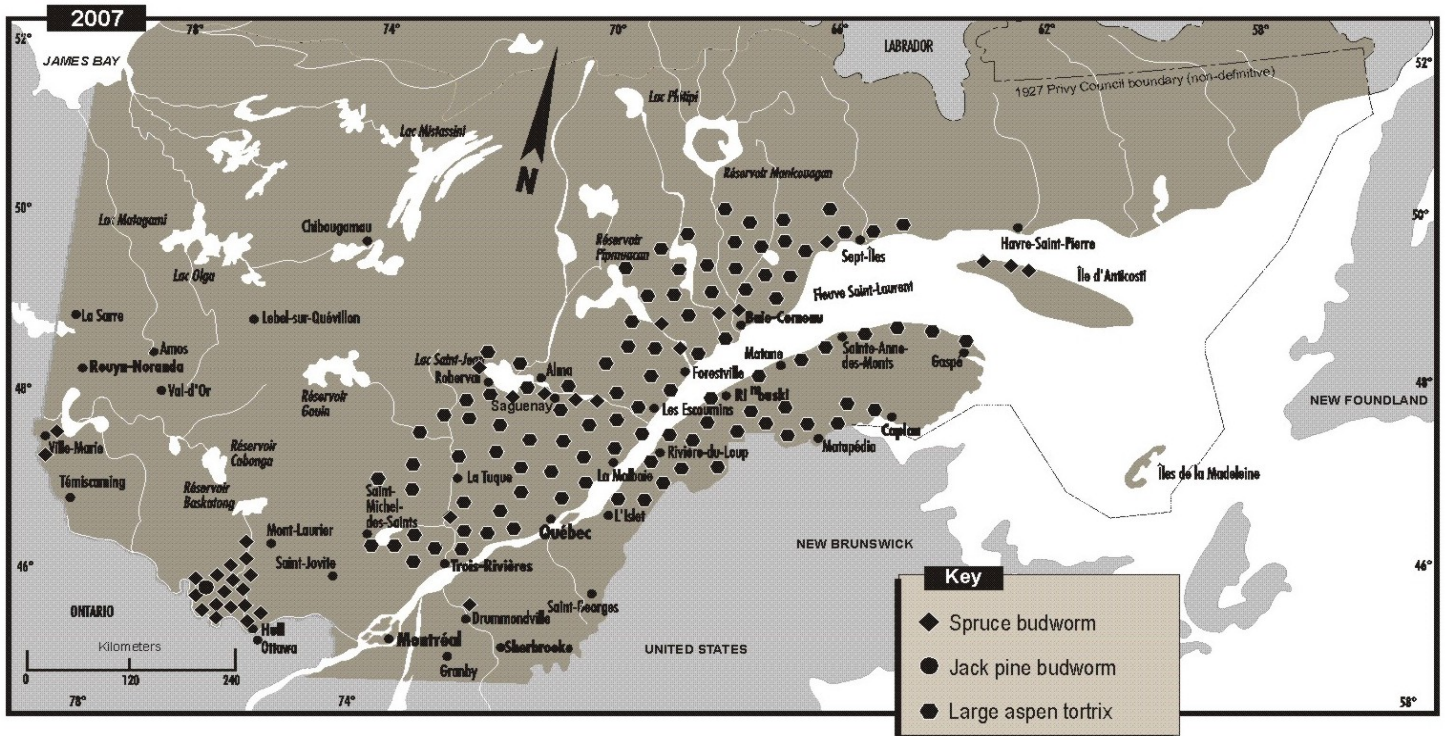 2007
52°
78°
74°
70°
66°
62°
58°
52°
JAMES BAY
LABRADOR
1927 Privy Council boundary (non-definitive)
Lac Mistassini
N
Réservoir Manicouagan
50°
Lac Matagami
Chibougamau
Lac Olga
Réservoir
Pipmuacan
Sept-Îles
Havre-Saint-Pierre
50°
Île d'Anticosti
Fleuve Saint-Laurent
La Sarre
Lebel-sur-Quévillon
Baie-Comeau
Amos
Rouyn-Noranda
Val-d'Or
Lac Saint-Jean
Roberval
Alma
Matane
Sainte-Anne-
des-Monts
Gaspé
Forestville
48°
Réservoir
Gouin
Saguenay
Les Escoumins
48°
NEW FOUNDLAND
Ville-Marie
Réservoir
Cabonga
Caplan
Matapédia
Rivière-du-Loup
Témiscaming
Réservoir
Baskatong
La Tuque
La Malbaie
Îles de la Madeleine
Saint-
Michel-
des-Saints
Mont-Laurier
Québec
L'Islet
NEW BRUNSWICK
46°
Saint-Jovite
Trois-Rivières
46°
ONTARIO
Saint-Georges
Drummondville
Hull
Ottawa
Montréal
Sherbrooke
Granby
UNITED STATES
Kilometers
0
120
240
78°
74°
58°
Key
Spruce budworm
Jack pine budworm
Large aspen tortrix